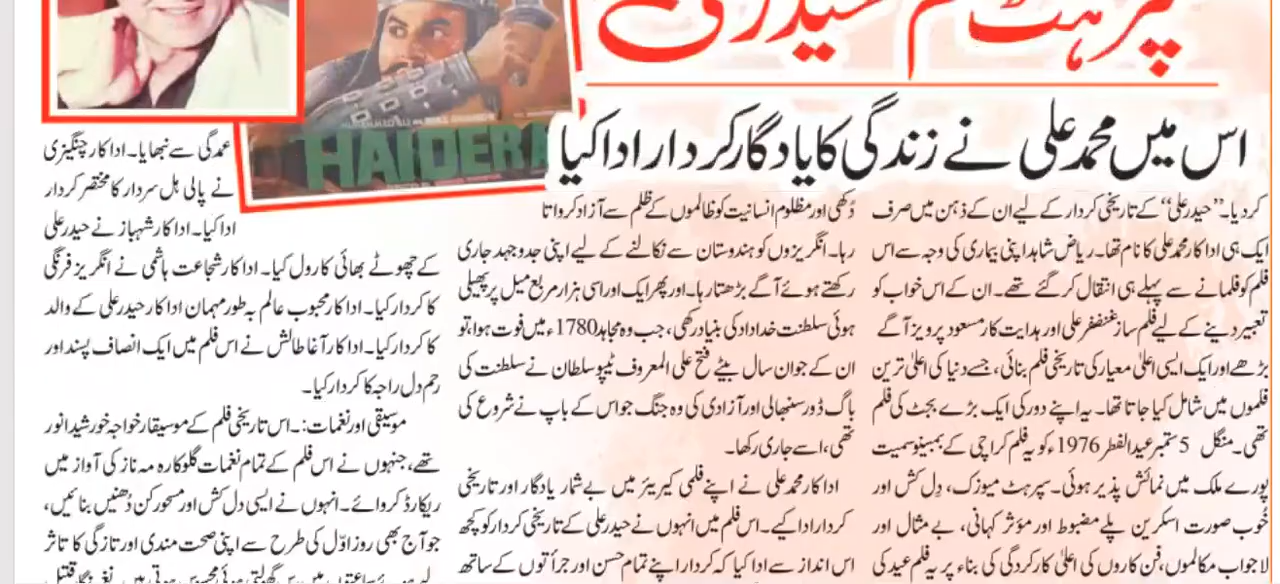 سپرہٹ فلم حیدر علی
اس میں محمد علی نے زندگی کا یادگار کردار ادا کیا
HAIDER
کردیا۔ ”حیدر علی“ کے تاریخی کردار کے لیے ان کے ذہن میں صرف
ایک ہی اداکار محمد علی کا نام تھا۔ ریاض شاہد اپنی بیماری کی وجہ سے اس
فلم کو فلمانے سے پہلے ہی انتقال کر گئے تھے۔ ان کے اس خواب کو
تعبیر دینے کے لیے فلم ساز غضنفر علی اور ہدایت کار مسعود پرویز آگے
بڑھے اور ایک ایسی اعلیٰ معیار کی تاریخی فلم بنائی، جسے دنیا کی اعلیٰ ترین
فلموں میں شامل کیا جاتا تھا۔ یہ اپنے دور کی ایک بڑے بجٹ کی فلم
تھی۔ منگل 5 ستمبر عیدالفطر 1976ء کو یہ فلم کراچی کے بمبینو سمیت
پورے ملک میں نمائش پذیر ہوئی۔ سپرہٹ میوزک، دِل کش اور
خُوب صورت اسکرین پلے مضبوط اور مؤثر کہانی، بے مثال اور
لاجواب مکالموں، فن کاروں کی اعلیٰ کارکردگی کی بناء پر یہ فلم عید کی
دُکھی اور مظلوم انسانیت کو ظالموں کے ظلم سے آزاد کرواتا
رہا۔ انگریزوں کو ہندوستان سے نکالنے کے لیے اپنی جدوجہد جاری
رکھتے ہوئے آگے بڑھتا رہا۔ اور پھر ایک اور اسی ہزار مربع میل پر پھیلی
ہوئی سلطنت خداداد کی بنیاد رکھی، جب وہ مجاہد 1780ء میں فوت ہوا، تو
ان کے جواں سال بیٹے فتح علی المعروف ٹیپو سلطان نے سلطنت کی
باگ ڈور سنبھالی اور آزادی کی وہ جنگ جو اس کے باپ نے شروع کی
تھی، اسے جاری رکھا۔
اداکار محمد علی نے اپنے فلمی کیریئر میں بے شمار یادگار اور تاریخی
کردار ادا کیے۔ اس فلم میں انہوں نے حیدر علی کے تاریخی کردار کو کچھ
اس انداز سے ادا کیا کہ کردار اپنے تمام حسن اور جرأتوں کے ساتھ
عمدگی سے نبھایا۔ اداکار چنگیزی
نے پالی ہل سردار کا مختصر کردار
ادا کیا۔ اداکار شہباز نے حیدر علی
کے چھوٹے بھائی کا رول کیا۔ اداکار شجاعت ہاشمی نے انگریز فرنگی
کا کردار کیا۔ اداکار محبوب عالم بہ طور مہمان اداکار حیدر علی کے والد
کا کردار کیا۔ اداکار آغا طالش نے اس فلم میں ایک انصاف پسند اور
رحم دل راجہ کا کردار کیا۔
موسیقی اور نغمات:۔ اس تاریخی فلم کے موسیقار خواجہ خورشید انور
تھے، جنہوں نے اس فلم کے تمام نغمات گلوکارہ مہ ناز کی آواز میں
ریکارڈ کروائے۔ انہوں نے ایسی دل کش اور مسحور کن دُھنیں بنائیں،
جو آج بھی روزِ اوّل کی طرح سے اپنی صحت مندی اور تازگی کا تاثر